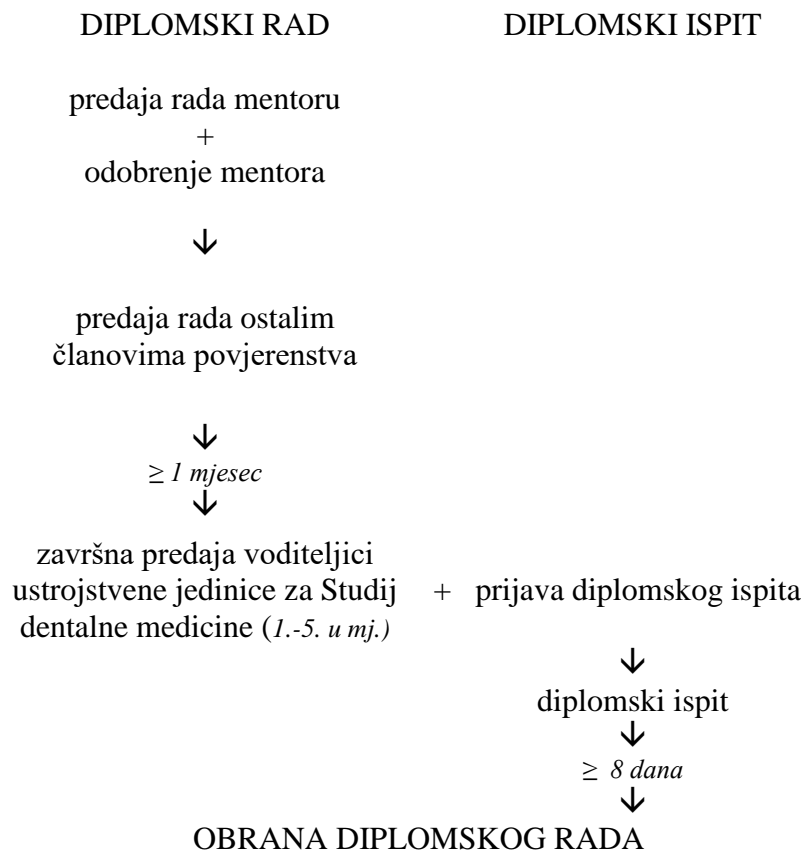 DIPLOMSKI RAD DIPLOMSKI ISPIT
predaja rada mentoru
+
odobrenje mentora
↓
predaja rada ostalim
članovima povjerenstva
↓
≥ 1 mjesec
↓
završna predaja voditeljici
ustrojstvene jedinice za Studij + prijava diplomskog ispita
dentalne medicine (1.-5. u mj.)
↓
diplomski ispit
↓
≥ 8 dana
↓
OBRANA DIPLOMSKOG RADA